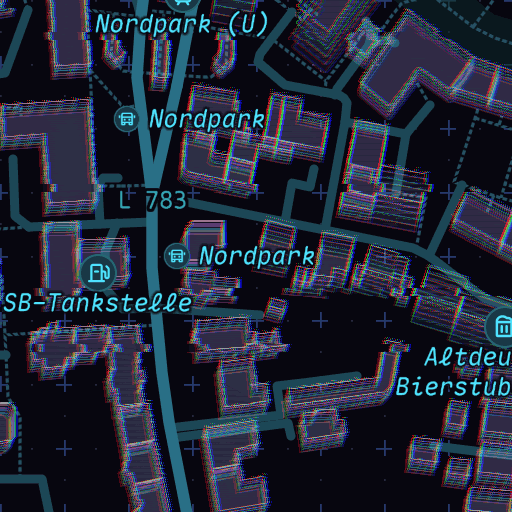 Nordpark (U)
Nordpark
L 783
Nordpark
SB-Tankstelle
Altdeu
Bierstub